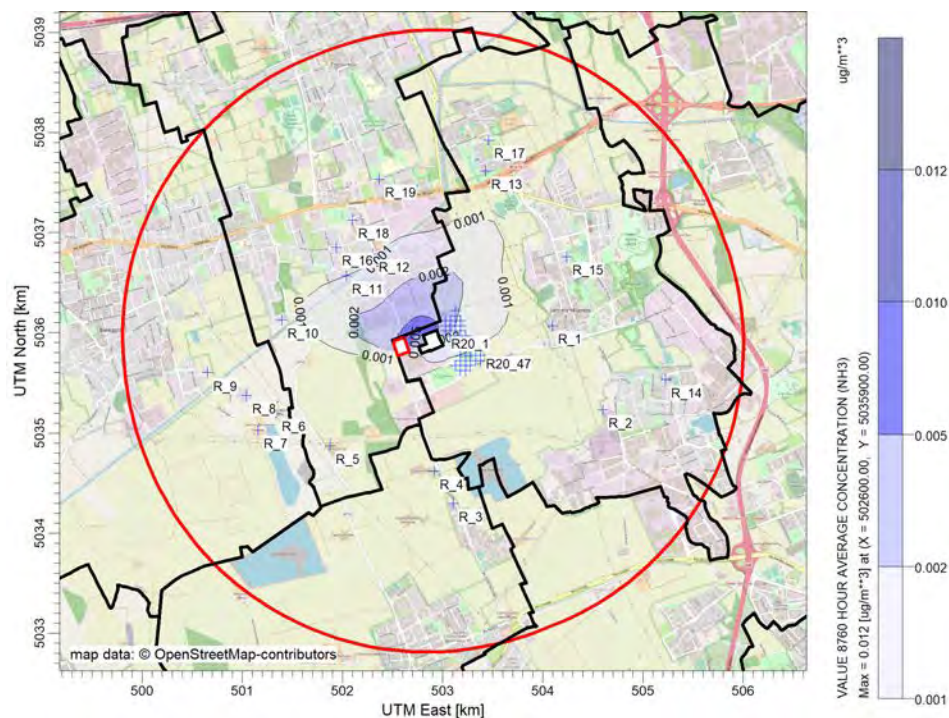 5039
5038
5037
5036
5035
5034
5033
UTM North [km]
R_17
R_13
R_19
R_18
0.001
R_16
0.001
R_12
0.002
0.001
R_15
R_11
0.001
R_10
0.002
R_1
R20_1
0.001
R20_47
R_9
R_8
R_14
R_6
R_2
R_7
R_5
R_4
R_3
map data: © OpenStreetMap-contributors
500
501
502
503
504
505
506
UTM East [km]
ug/m**3
0.012
0.010
0.005
0.002
0.001
VALUE 8760 HOUR AVERAGE CONCENTRATION (NH3)
Max = 0.012 [ug/m**3] at (X = 502600.00, Y = 5035900.00)